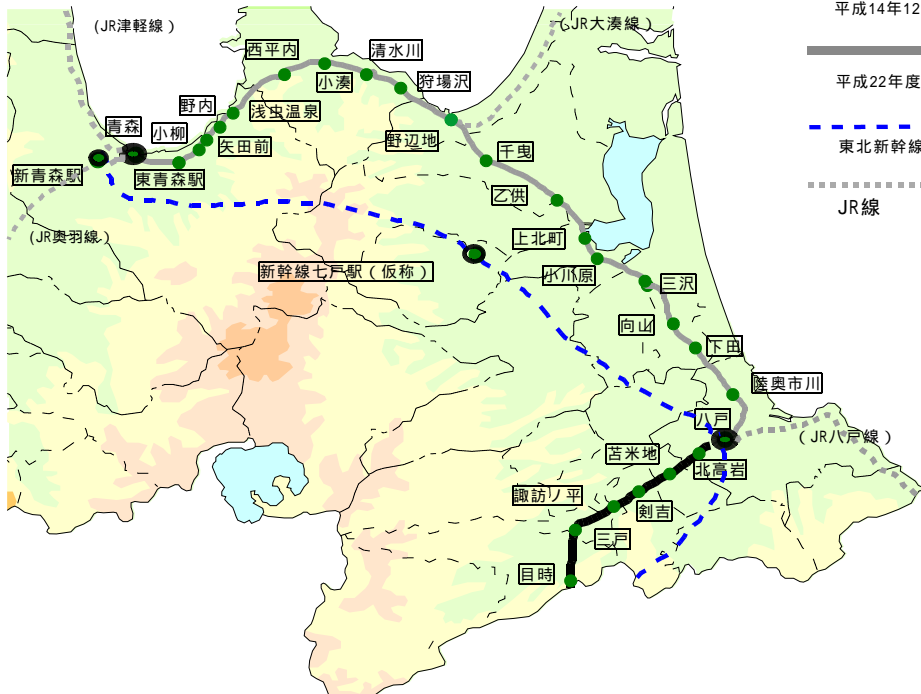 (JR津軽線)
(JR大湊線)
平成14年12
平成22年度
東北新幹線
JR線
西平内
清水川
小湊
狩場沢
野内
浅虫温泉
青森
小柳
矢田前
野辺地
千曳
新青森駅
東青森駅
乙供
(JR奥羽線)
上北町
新幹線七戸駅(仮称)
小川原
三沢
向山
下田
陸奥市川
八戸
(JR八戸線)
苫米地
北高岩
諏訪ノ平
剣吉
三戸
目時